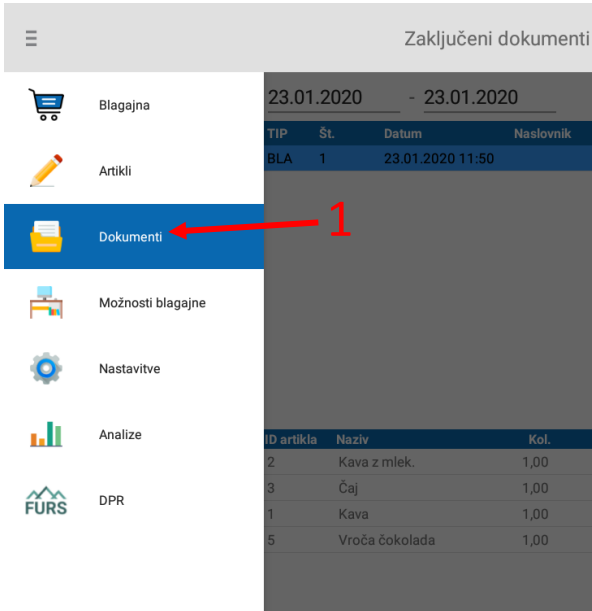 Zaključeni dokumenti
Blagajna
Artikli
Dokumenti
Možnosti blagajne
Nastavitve
Analize
FURS DPR
1
23.01.2020 - 23.01.2020
TIP Št. Datum Naslovnik
BLA 1 23.01.2020 11:50
ID artikla Naziv Kol.
2 Kava z mlek. 1,00
3 Čaj 1,00
1 Kava 1,00
5 Vroča čokolada 1,00